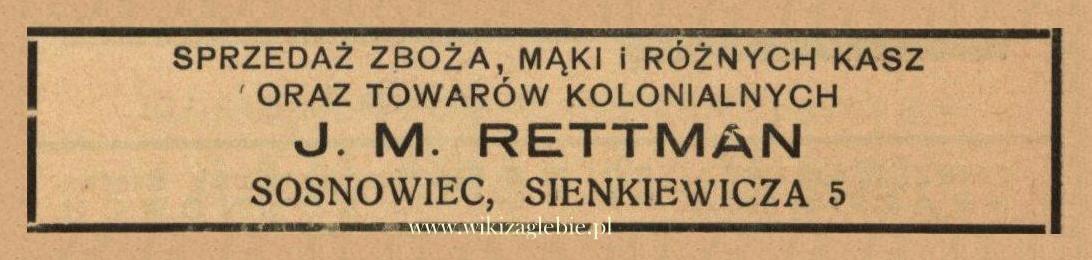 SPRZEDAŻ ZBOŻA, MĄKI i RÓŻNYCH KASZ
ORAZ TOWARÓW KOLONIALNYCH
J. M. RETTMAN
SOSNOWIEC, SIENKIEWICZA 5
www.wikizaglebie.pl